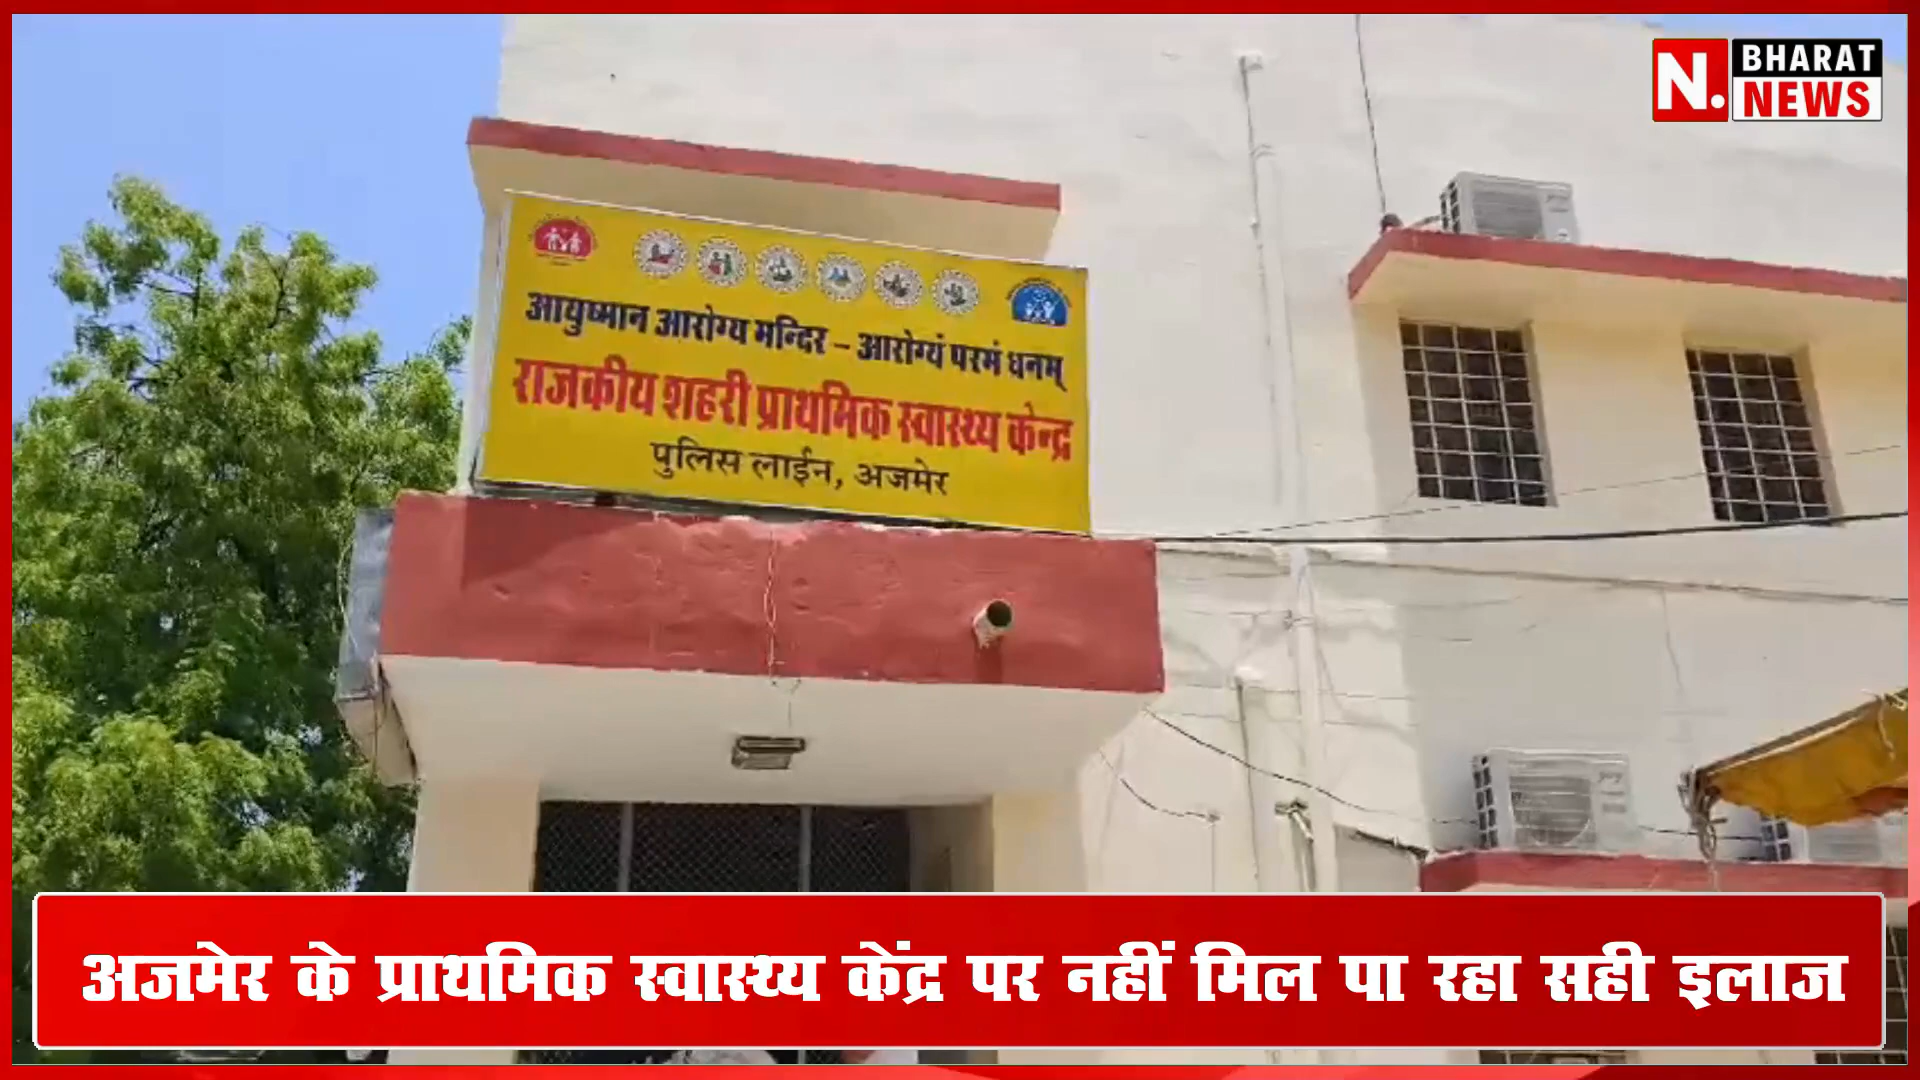 N. BHARAT
NEWS
आयुष्मान आरोग्य मन्दिर – आरोग्यं परमं धनम्
राजकीय शहरी प्राथमिक स्वास्थ्य केन्द्र
पुलिस लाईन, अजमेर
अजमेर के प्राथमिक स्वास्थ्य केंद्र पर नहीं मिल पा रहा सही इलाज